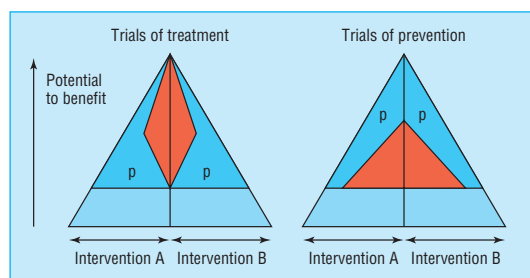 Trials of treatment
Trials of prevention
Potential
to benefit
p
p
p
p
Intervention A
Intervention B
Intervention A
Intervention B